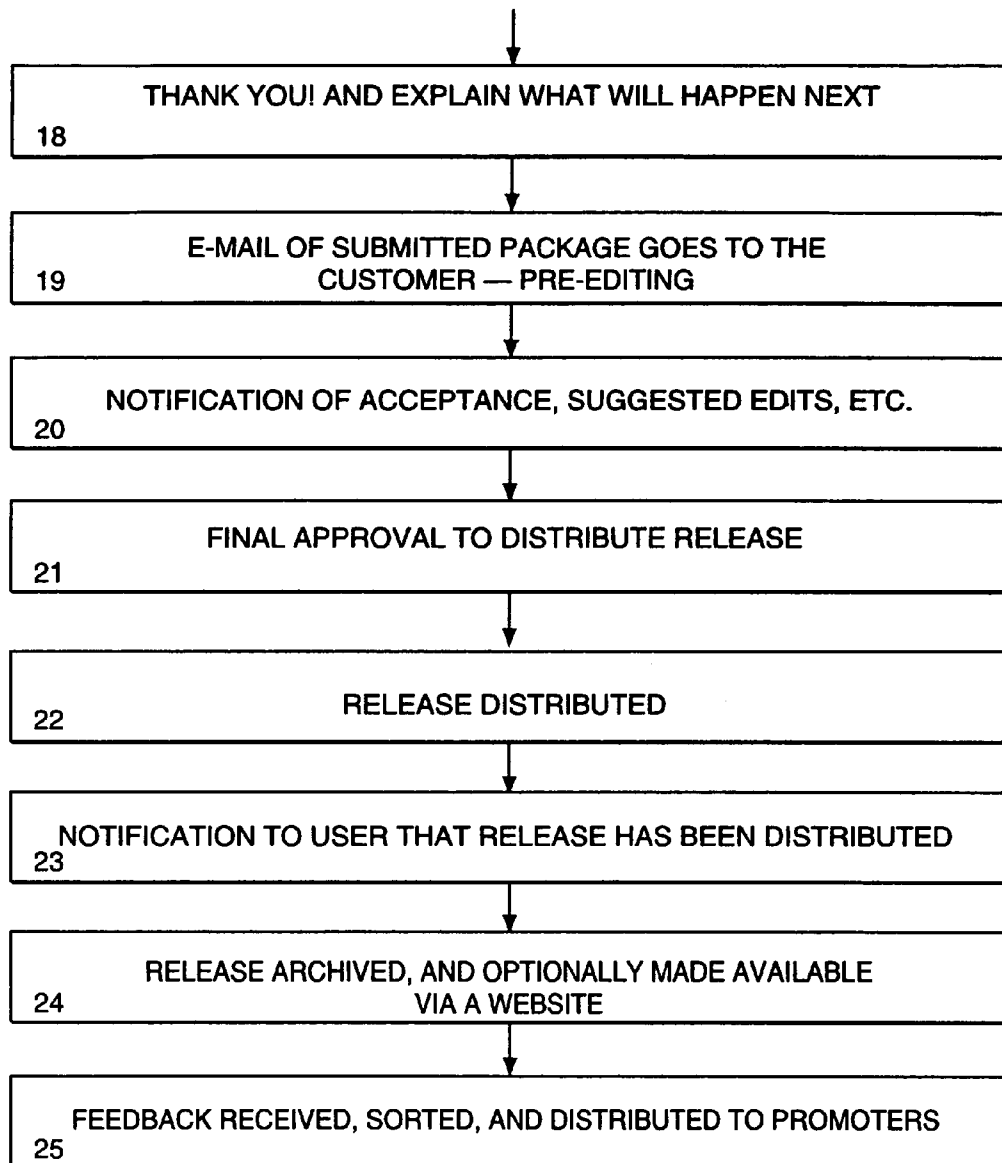 THANK YOU! AND EXPLAIN WHAT WILL HAPPEN NEXT
18
E-MAIL OF SUBMITTED PACKAGE GOES TO THE
CUSTOMER — PRE-EDITING
19
NOTIFICATION OF ACCEPTANCE, SUGGESTED EDITS, ETC.
20
FINAL APPROVAL TO DISTRIBUTE RELEASE
21
RELEASE DISTRIBUTED
22
NOTIFICATION TO USER THAT RELEASE HAS BEEN DISTRIBUTED
23
RELEASE ARCHIVED, AND OPTIONALLY MADE AVAILABLE
VIA A WEBSITE
24
FEEDBACK RECEIVED, SORTED, AND DISTRIBUTED TO PROMOTERS
25